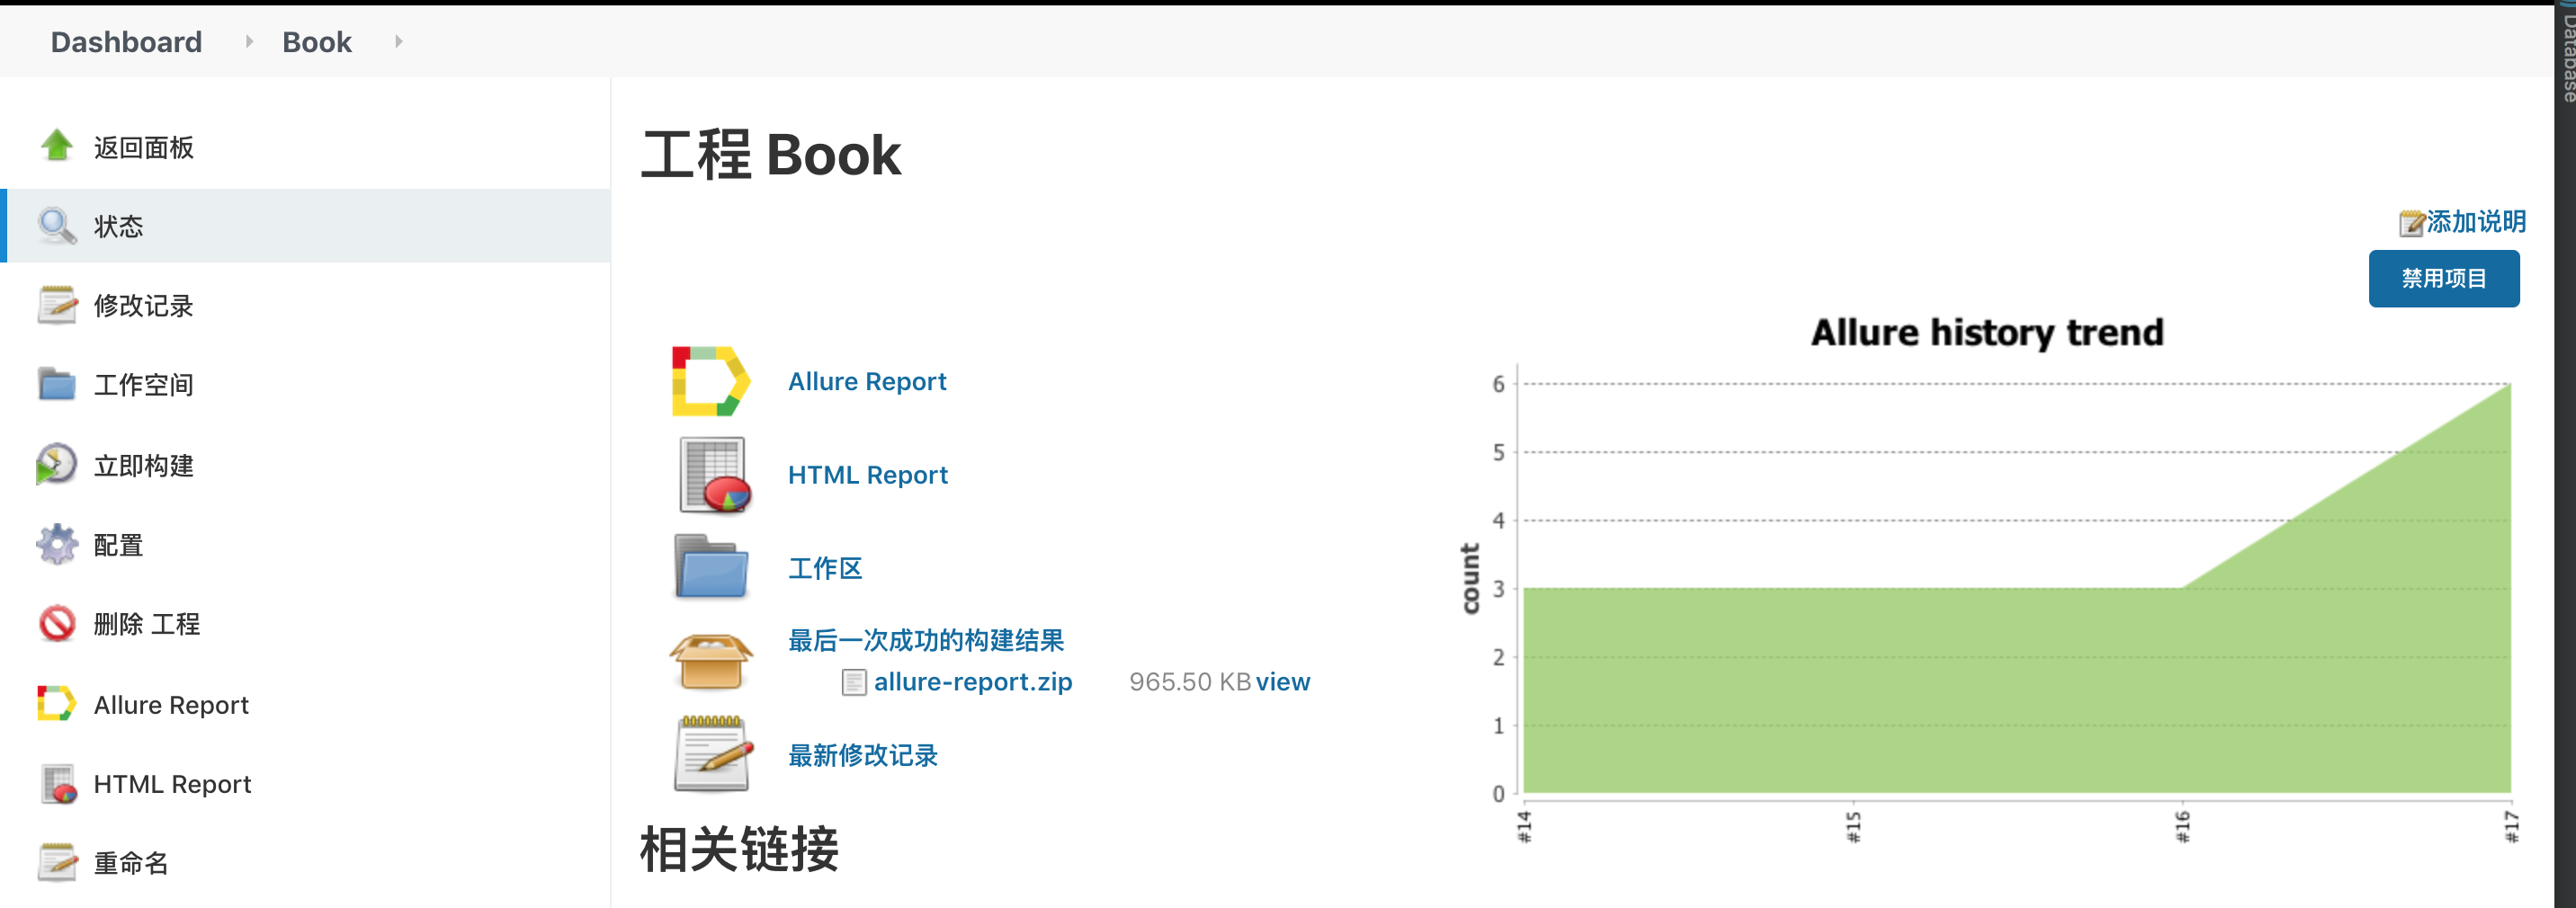 Dashboard Book
Database
返回面板
状态
修改记录
工作空间
立即构建
配置
删除 工程
Allure Report
HTML Report
重命名
工程 Book
添加说明
禁用项目
Allure Report
HTML Report
工作区
最后一次成功的构建结果
allure-report.zip 965.50 KB view
最新修改记录
相关链接
Allure history trend
count
6
5
4
3
2
1
0
#14 #15 #16 #17